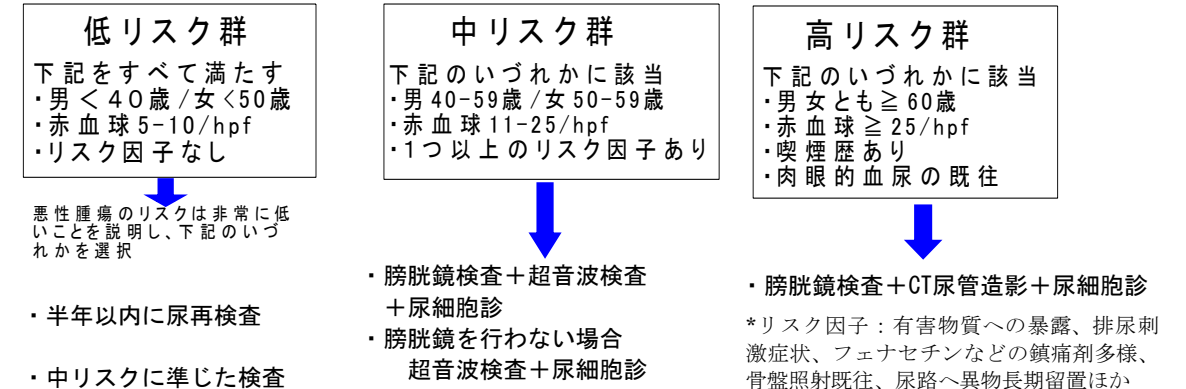 低リスク群
下記をすべて満たす
・男<40歳/女<50歳
・赤血球5-10/hpf
・リスク因子なし
悪性腫瘍のリスクは非常に低
いことを説明し、下記のいづ
れかを選択
・半年以内に尿再検査
・中リスクに準じた検査
中リスク群
下記のいづれかに該当
・男40-59歳/女50-59歳
・赤血球11-25/hpf
・1つ以上のリスク因子あり
・膀胱鏡検査+超音波検査
+尿細胞診
・膀胱鏡を行わない場合
超音波検査+尿細胞診
高リスク群
下記のいづれかに該当
・男女とも≧60歳
・赤血球≧25/hpf
・喫煙歴あり
・肉眼的血尿の既往
・膀胱鏡検査+CT尿管造影+尿細胞診
*リスク因子:有害物質への暴露、排尿刺
激症状、フェナセチンなどの鎮痛剤多様、
骨盤照射既往、尿路へ異物長期留置ほか